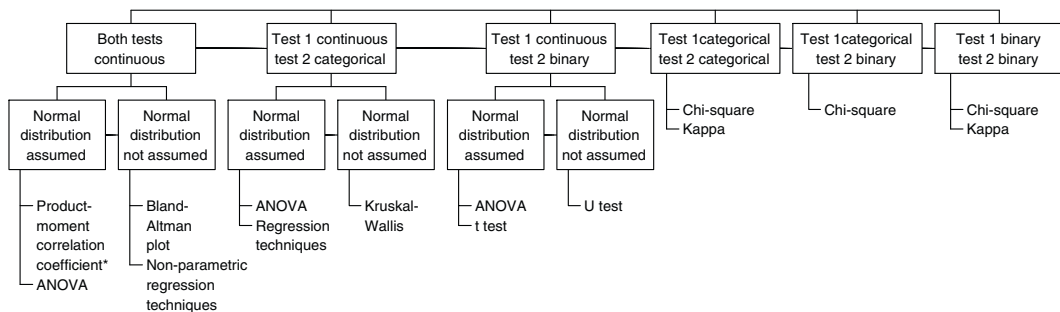 Both tests
continuous
Test 1 continuous
test 2 categorical
Test 1 continuous
test 2 binary
Test 1categorical
test 2 categorical
Test 1categorical
test 2 binary
Test 1 binary
test 2 binary
Normal
distribution
assumed
Normal
distribution
not assumed
Normal
distribution
assumed
Normal
distribution
not assumed
Normal
distribution
assumed
Normal
distribution
not assumed
Chi-square
Kappa
Chi-square
Chi-square
Kappa
Product-
moment
correlation
coefficient*
ANOVA
Bland-
Altman
plot
Non-parametric
regression
techniques
ANOVA
Regression
techniques
Kruskal-
Wallis
ANOVA
t test
U test